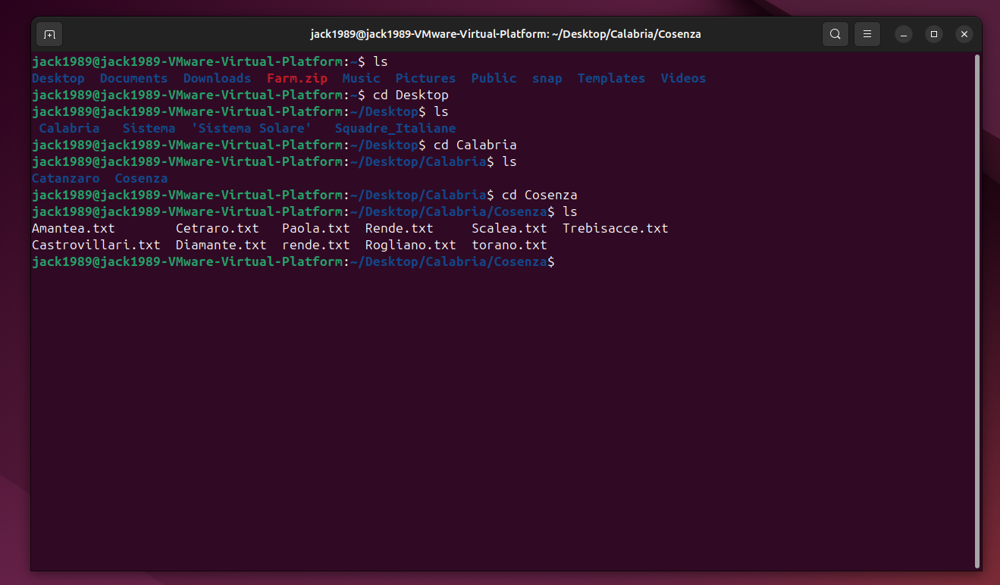 jack1989@jack1989-VMware-Virtual-Platform: ~/Desktop/Calabria/Cosenza
jack1989@jack1989-VMware-Virtual-Platform:~$ ls
Desktop  Documents  Downloads  Farm.zip  Music  Pictures  Public  snap  Templates  Videos
jack1989@jack1989-VMware-Virtual-Platform:~$ cd Desktop
jack1989@jack1989-VMware-Virtual-Platform:~/Desktop$ ls
 Calabria   Sistema  'Sistema Solare'   Squadre_Italiane
jack1989@jack1989-VMware-Virtual-Platform:~/Desktop$ cd Calabria
jack1989@jack1989-VMware-Virtual-Platform:~/Desktop/Calabria$ ls
Catanzaro  Cosenza
jack1989@jack1989-VMware-Virtual-Platform:~/Desktop/Calabria$ cd Cosenza
jack1989@jack1989-VMware-Virtual-Platform:~/Desktop/Calabria/Cosenza$ ls
Amantea.txt        Cetraro.txt   Paola.txt  Rende.txt     Scalea.txt  Trebisacce.txt
Castrovillari.txt  Diamante.txt  rende.txt  Rogliano.txt  torano.txt
jack1989@jack1989-VMware-Virtual-Platform:~/Desktop/Calabria/Cosenza$